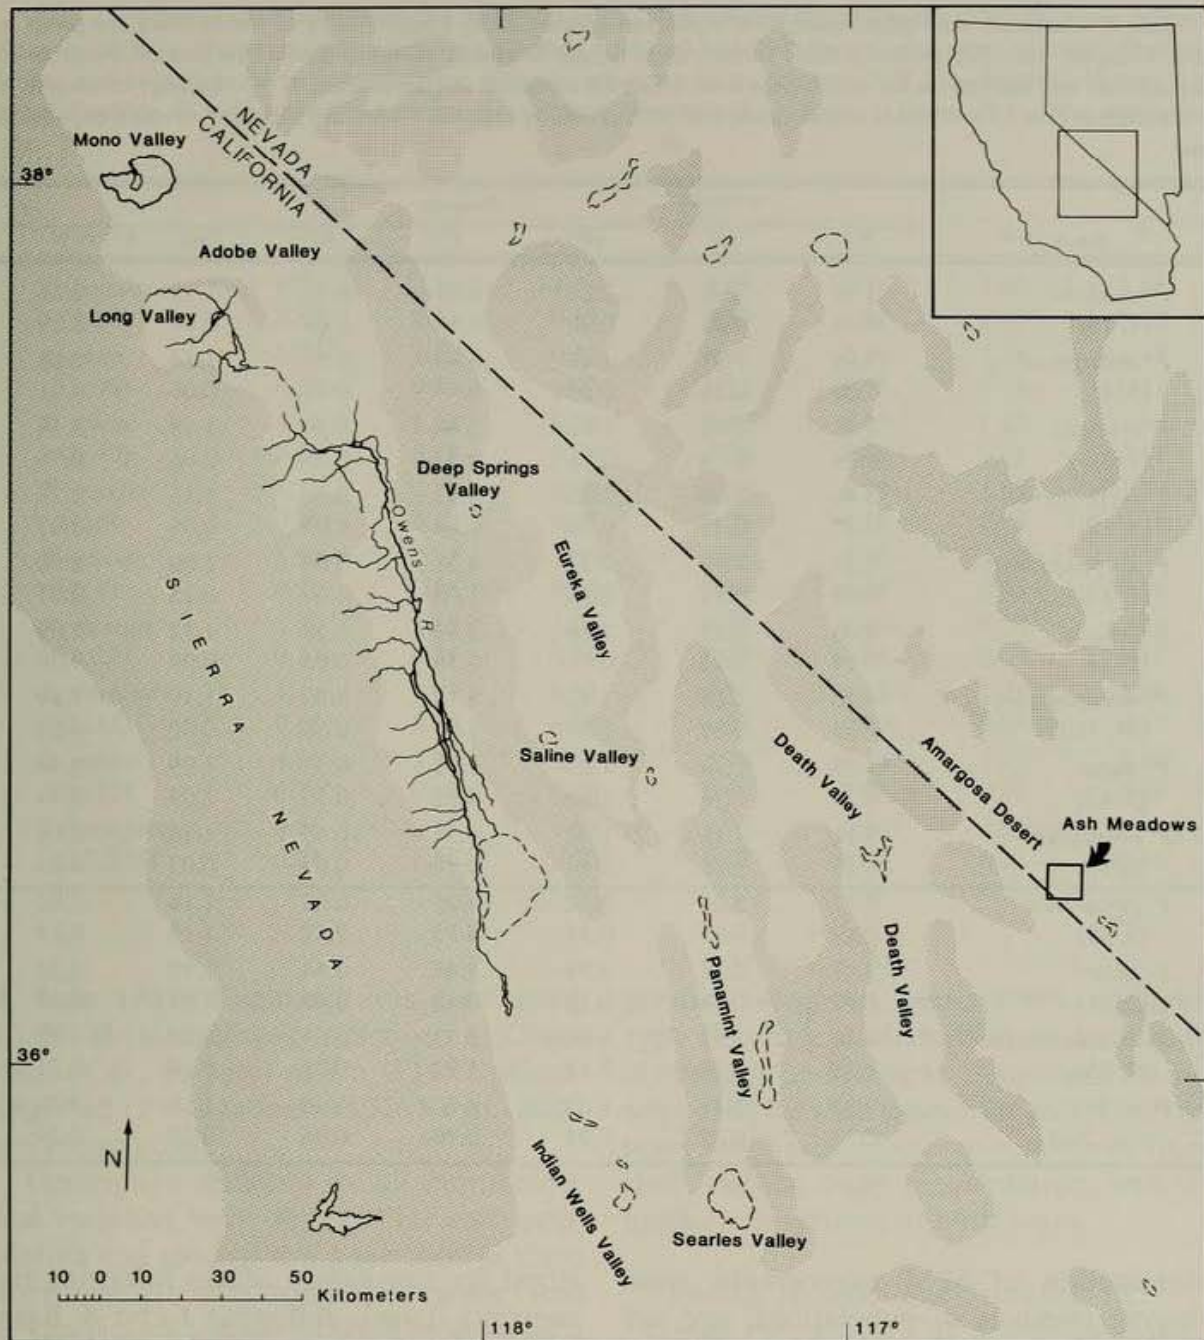 NEVADA
CALIFORNIA
Mono Valley
38°
Adobe Valley
Long Valley
Deep Springs
Valley
Owens R
Eureka Valley
SIERRA NEVADA
Saline Valley
Death Valley
Amargosa Desert
Ash Meadows
Death Valley
Panamint Valley
36°
N
Indian Wells Valley
Searles Valley
10 0 10 30 50
Kilometers
118°
117°